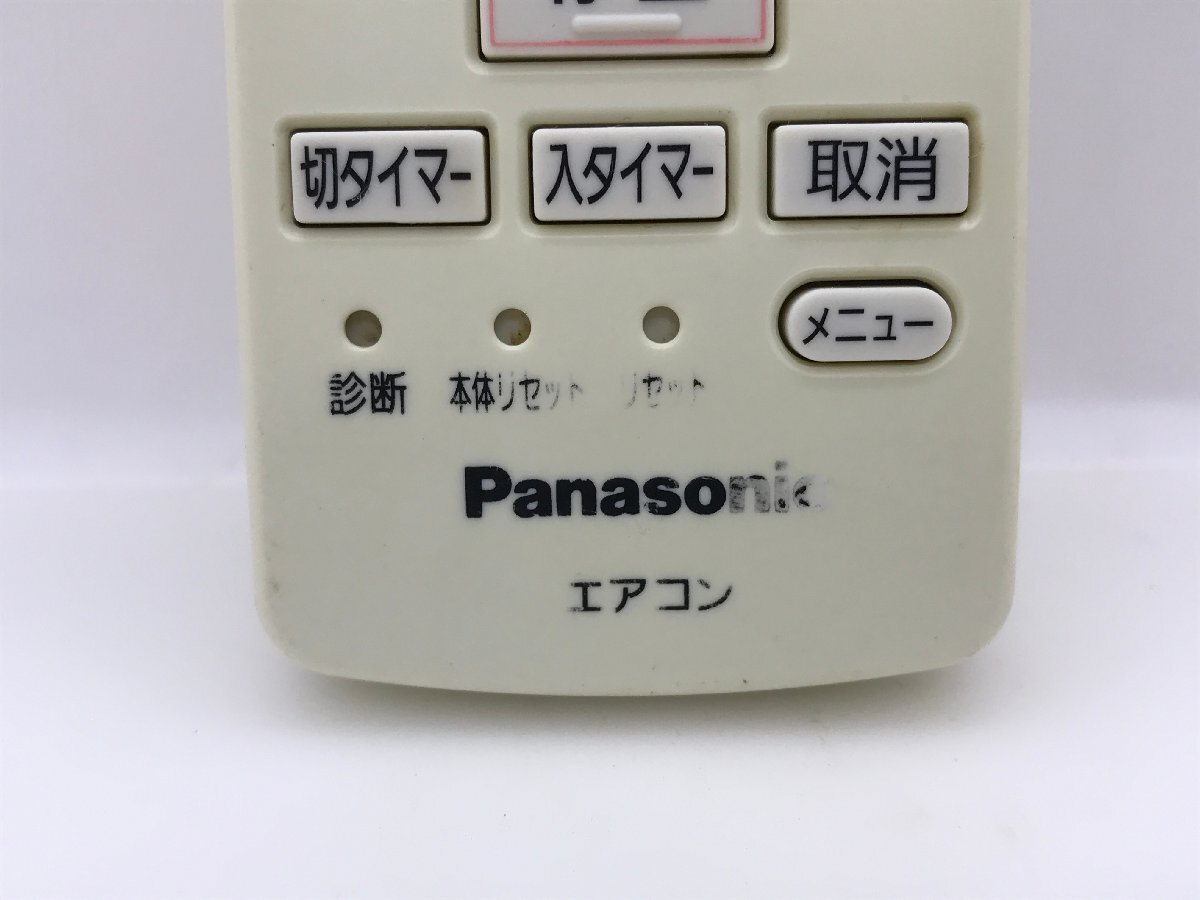 切タイマー 入タイマー 取消
メニュー
診断 本体リセット リセット
Panasonic
エアコン